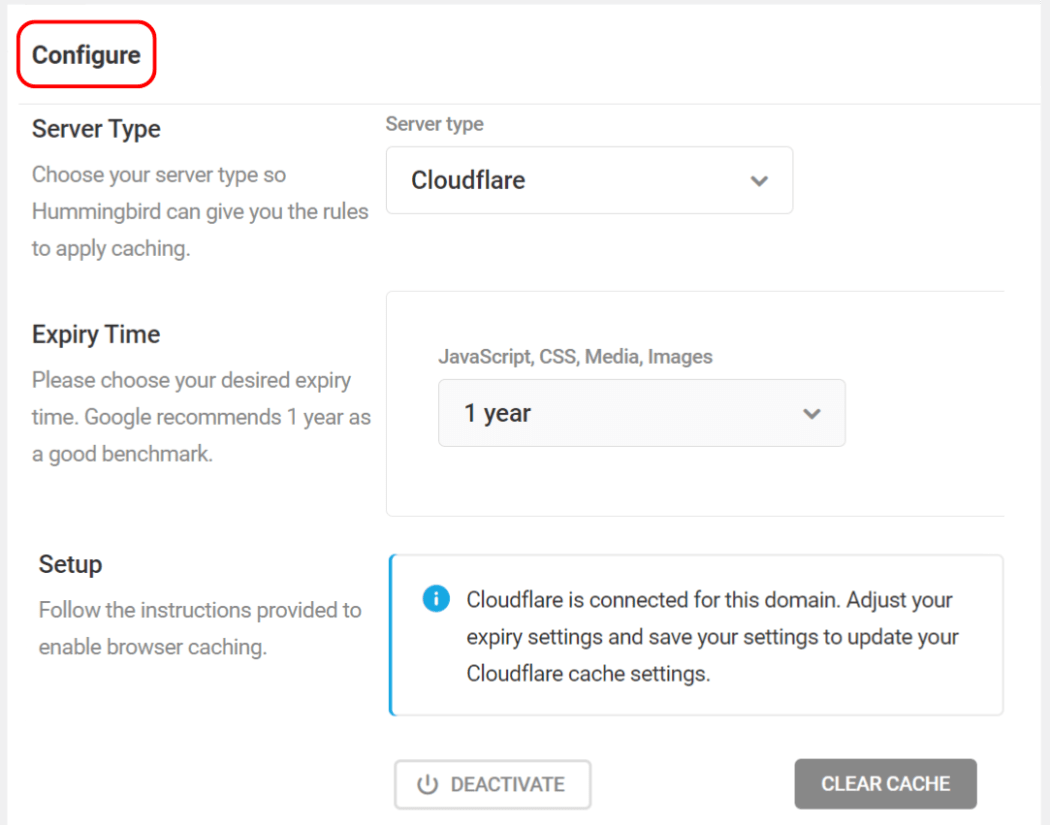 Configure
Server Type
Choose your server type so
Hummingbird can give you the rules
to apply caching.
Server type
Cloudflare
Expiry Time
Please choose your desired expiry
time. Google recommends 1 year as
a good benchmark.
JavaScript, CSS, Media, Images
1 year
Setup
Follow the instructions provided to
enable browser caching.
Cloudflare is connected for this domain. Adjust your
expiry settings and save your settings to update your
Cloudflare cache settings.
DEACTIVATE
CLEAR CACHE